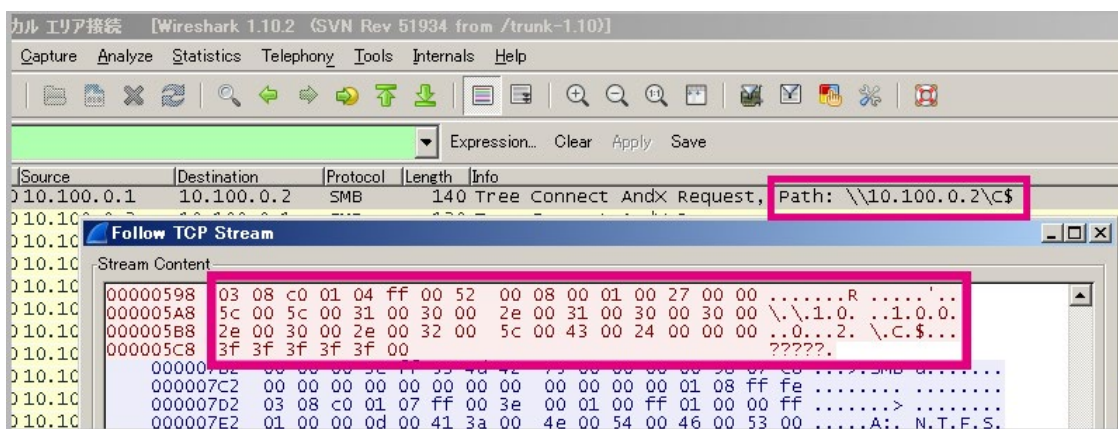 カル エリア接続 [Wireshark 1.10.2 (SVN Rev 51934 from /trunk-1.10)]
Capture Analyze Statistics Telephony Tools Internals Help
Expression... Clear Apply Save
Source Destination Protocol Length Info
10.100.0.1 10.100.0.2 SMB 140 Tree Connect AndX Request, Path: \\10.100.0.2\C$
Follow TCP Stream
Stream Content
00000598 03 08 c0 01 04 ff 00 52 00 08 00 01 00 27 00 00 .......R .....'..
000005A8 5c 00 5c 00 31 00 30 00 2e 00 31 00 30 00 30 00 \.\.1.0. ..1.0.0.
000005B8 2e 00 30 00 2e 00 32 00 5c 00 43 00 24 00 00 00 ..0...2. \.C.$...
000005C8 3f 3f 3f 3f 3f 00 ?????.
000007C2 00 00 00 00 00 00 00 00 00 00 00 00 01 08 ff fe ........ ........
000007D2 03 08 c0 01 07 ff 00 3e 00 01 00 ff 01 00 00 ff .......> ........
000007E2 01 00 00 0d 00 41 3a 00 4e 00 54 00 46 00 53 00 .....A:. N.T.F.S.